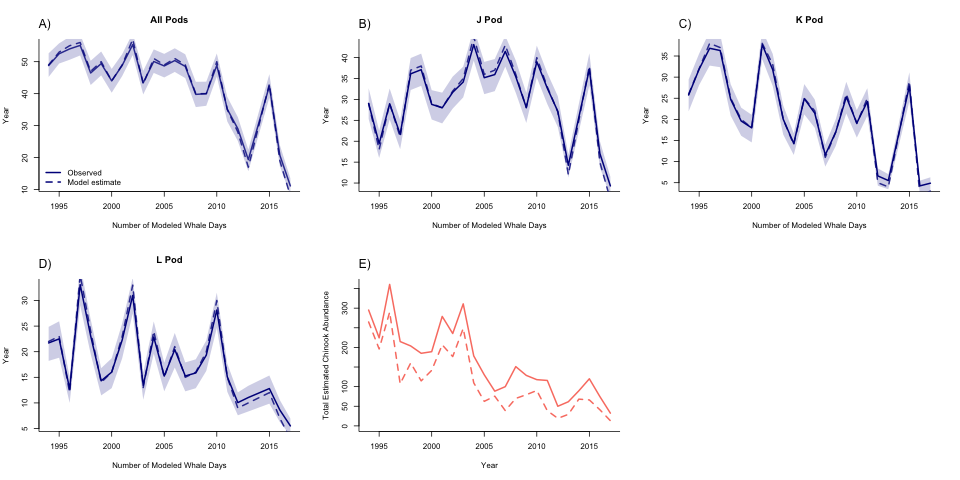 A) All Pods
50
40
30
20
10
Year
Observed
Model estimate
1995 2000 2005 2010 2015
Number of Modeled Whale Days
B) J Pod
40
35
30
25
20
15
10
Year
1995 2000 2005 2010 2015
Number of Modeled Whale Days
C) K Pod
35
30
25
20
15
10
5
Year
1995 2000 2005 2010 2015
Number of Modeled Whale Days
D) L Pod
30
25
20
15
10
5
Year
1995 2000 2005 2010 2015
Number of Modeled Whale Days
E)
300
200
100
50
0
Total Estimated Chinook Abundance
1995 2000 2005 2010 2015
Year